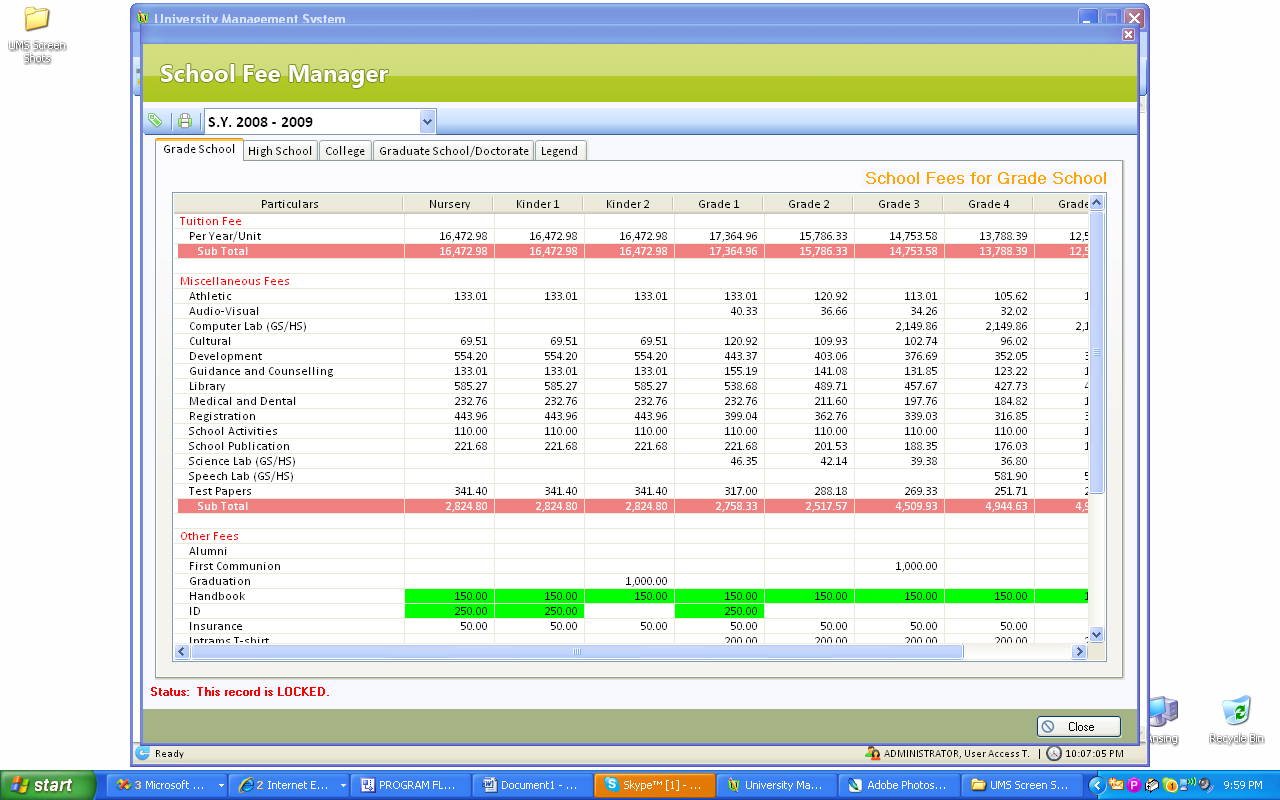 UMS Screen Shots
University Management System
School Fee Manager
S.Y. 2008 - 2009
Grade School High School College Graduate School/Doctorate Legend
School Fees for Grade School
Particulars Nursery Kinder 1 Kinder 2 Grade 1 Grade 2 Grade 3 Grade 4 Grade
Tuition Fee
Per Year/Unit 16,472.98 16,472.98 16,472.98 17,364.96 15,786.33 14,753.58 13,788.39 12,5
Sub Total 16,472.98 16,472.98 16,472.98 17,364.96 15,786.33 14,753.58 13,788.39 12,5
Miscellaneous Fees
Athletic 133.01 133.01 133.01 133.01 120.92 113.01 105.62 1
Audio-Visual 40.33 36.66 34.26 32.02
Computer Lab (GS/HS) 2,149.86 2,149.86 2,1
Cultural 69.51 69.51 69.51 120.92 109.93 102.74 96.02
Development 554.20 554.20 554.20 443.37 403.06 376.69 352.05
Guidance and Counselling 133.01 133.01 133.01 155.19 141.08 131.85 123.22 1
Library 585.27 585.27 585.27 538.68 489.71 457.67 427.73
Medical and Dental 232.76 232.76 232.76 232.76 211.60 197.76 184.82 1
Registration 443.96 443.96 443.96 399.04 362.76 339.03 316.85
School Activities 110.00 110.00 110.00 110.00 110.00 110.00 110.00 1
School Publication 221.68 221.68 221.68 221.68 201.53 188.35 176.03 1
Science Lab (GS/HS) 46.35 42.14 39.38 36.80
Speech Lab (GS/HS) 581.90
Test Papers 341.40 341.40 341.40 317.00 288.18 269.33 251.71
Sub Total 2,824.80 2,824.80 2,824.80 2,758.33 2,517.57 4,509.93 4,944.63 4,9
Other Fees
Alumni
First Communion 1,000.00
Graduation 1,000.00
Handbook 150.00 150.00 150.00 150.00 150.00 150.00 150.00 1
ID 250.00 250.00 250.00
Insurance 50.00 50.00 50.00 50.00 50.00 50.00 50.00
Intrams T-shirt 200.00 200.00 200.00 200.00
Status: This record is LOCKED.
Close
Recycle Bin
Ready ADMINISTRATOR, User Access T. | 10:07:05 PM
start 3 Microsoft ... 2 Internet E... PROGRAM FL... Document1 - ... Skype™ [1] - ... University Ma... Adobe Photos... UMS Screen S... 9:59 PM